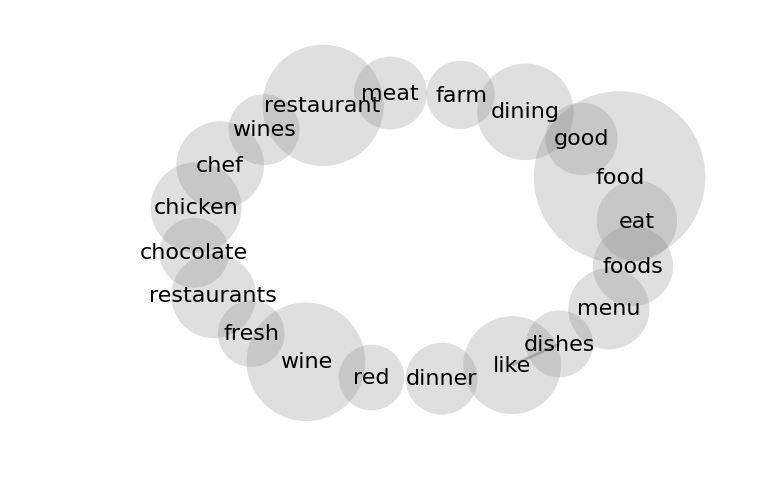 meat
farm
restaurant
dining
wines
good
chef
food
chicken
eat
chocolate
foods
restaurants
menu
fresh
dishes
wine
like
red
dinner